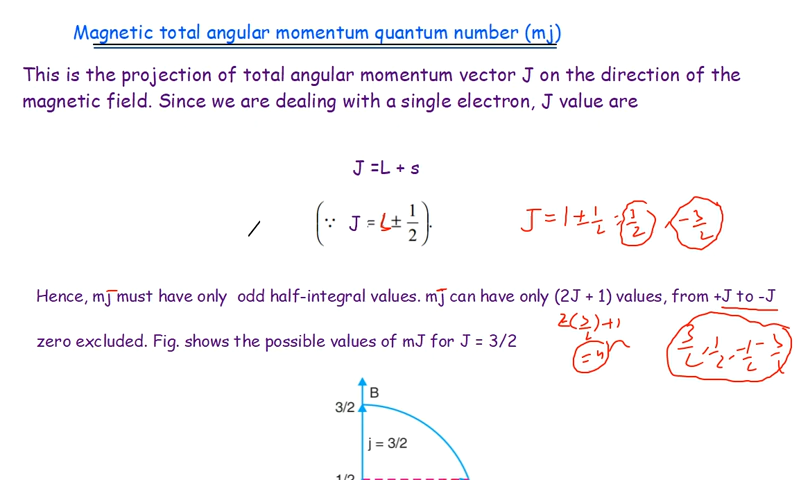 Magnetic total angular momentum quantum number (mj)
This is the projection of total angular momentum vector J on the direction of the
magnetic field. Since we are dealing with a single electron, J value are
J =L + s
(∵ J = L ± 1/2).
J = 1 ± 1/2 = 3/2, -3/2
Hence, mj must have only odd half-integral values. mj can have only (2J + 1) values, from +J to -J
2(3/2)+1
zero excluded. Fig. shows the possible values of mJ for J = 3/2
= 4
3/2, 1/2, -1/2, -3/2
B
3/2
j = 3/2
1/2